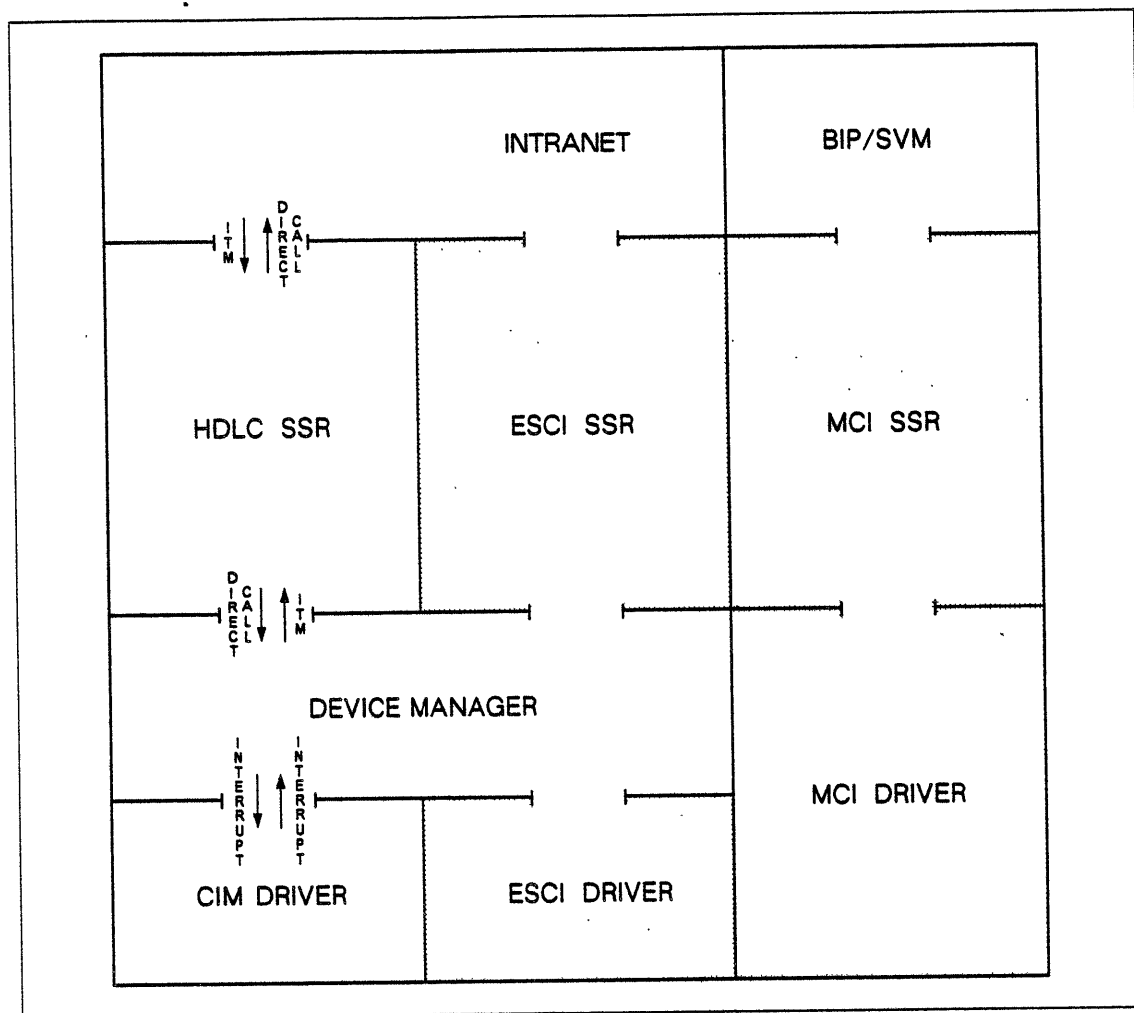 INTRANET
BIP/SVM
ITM
DIRECT
CALL
HDLC SSR
ESCI SSR
MCI SSR
DIRECT
CALL
ITM
DEVICE MANAGER
INTERRUPT
INTERRUPT
MCI DRIVER
CIM DRIVER
ESCI DRIVER